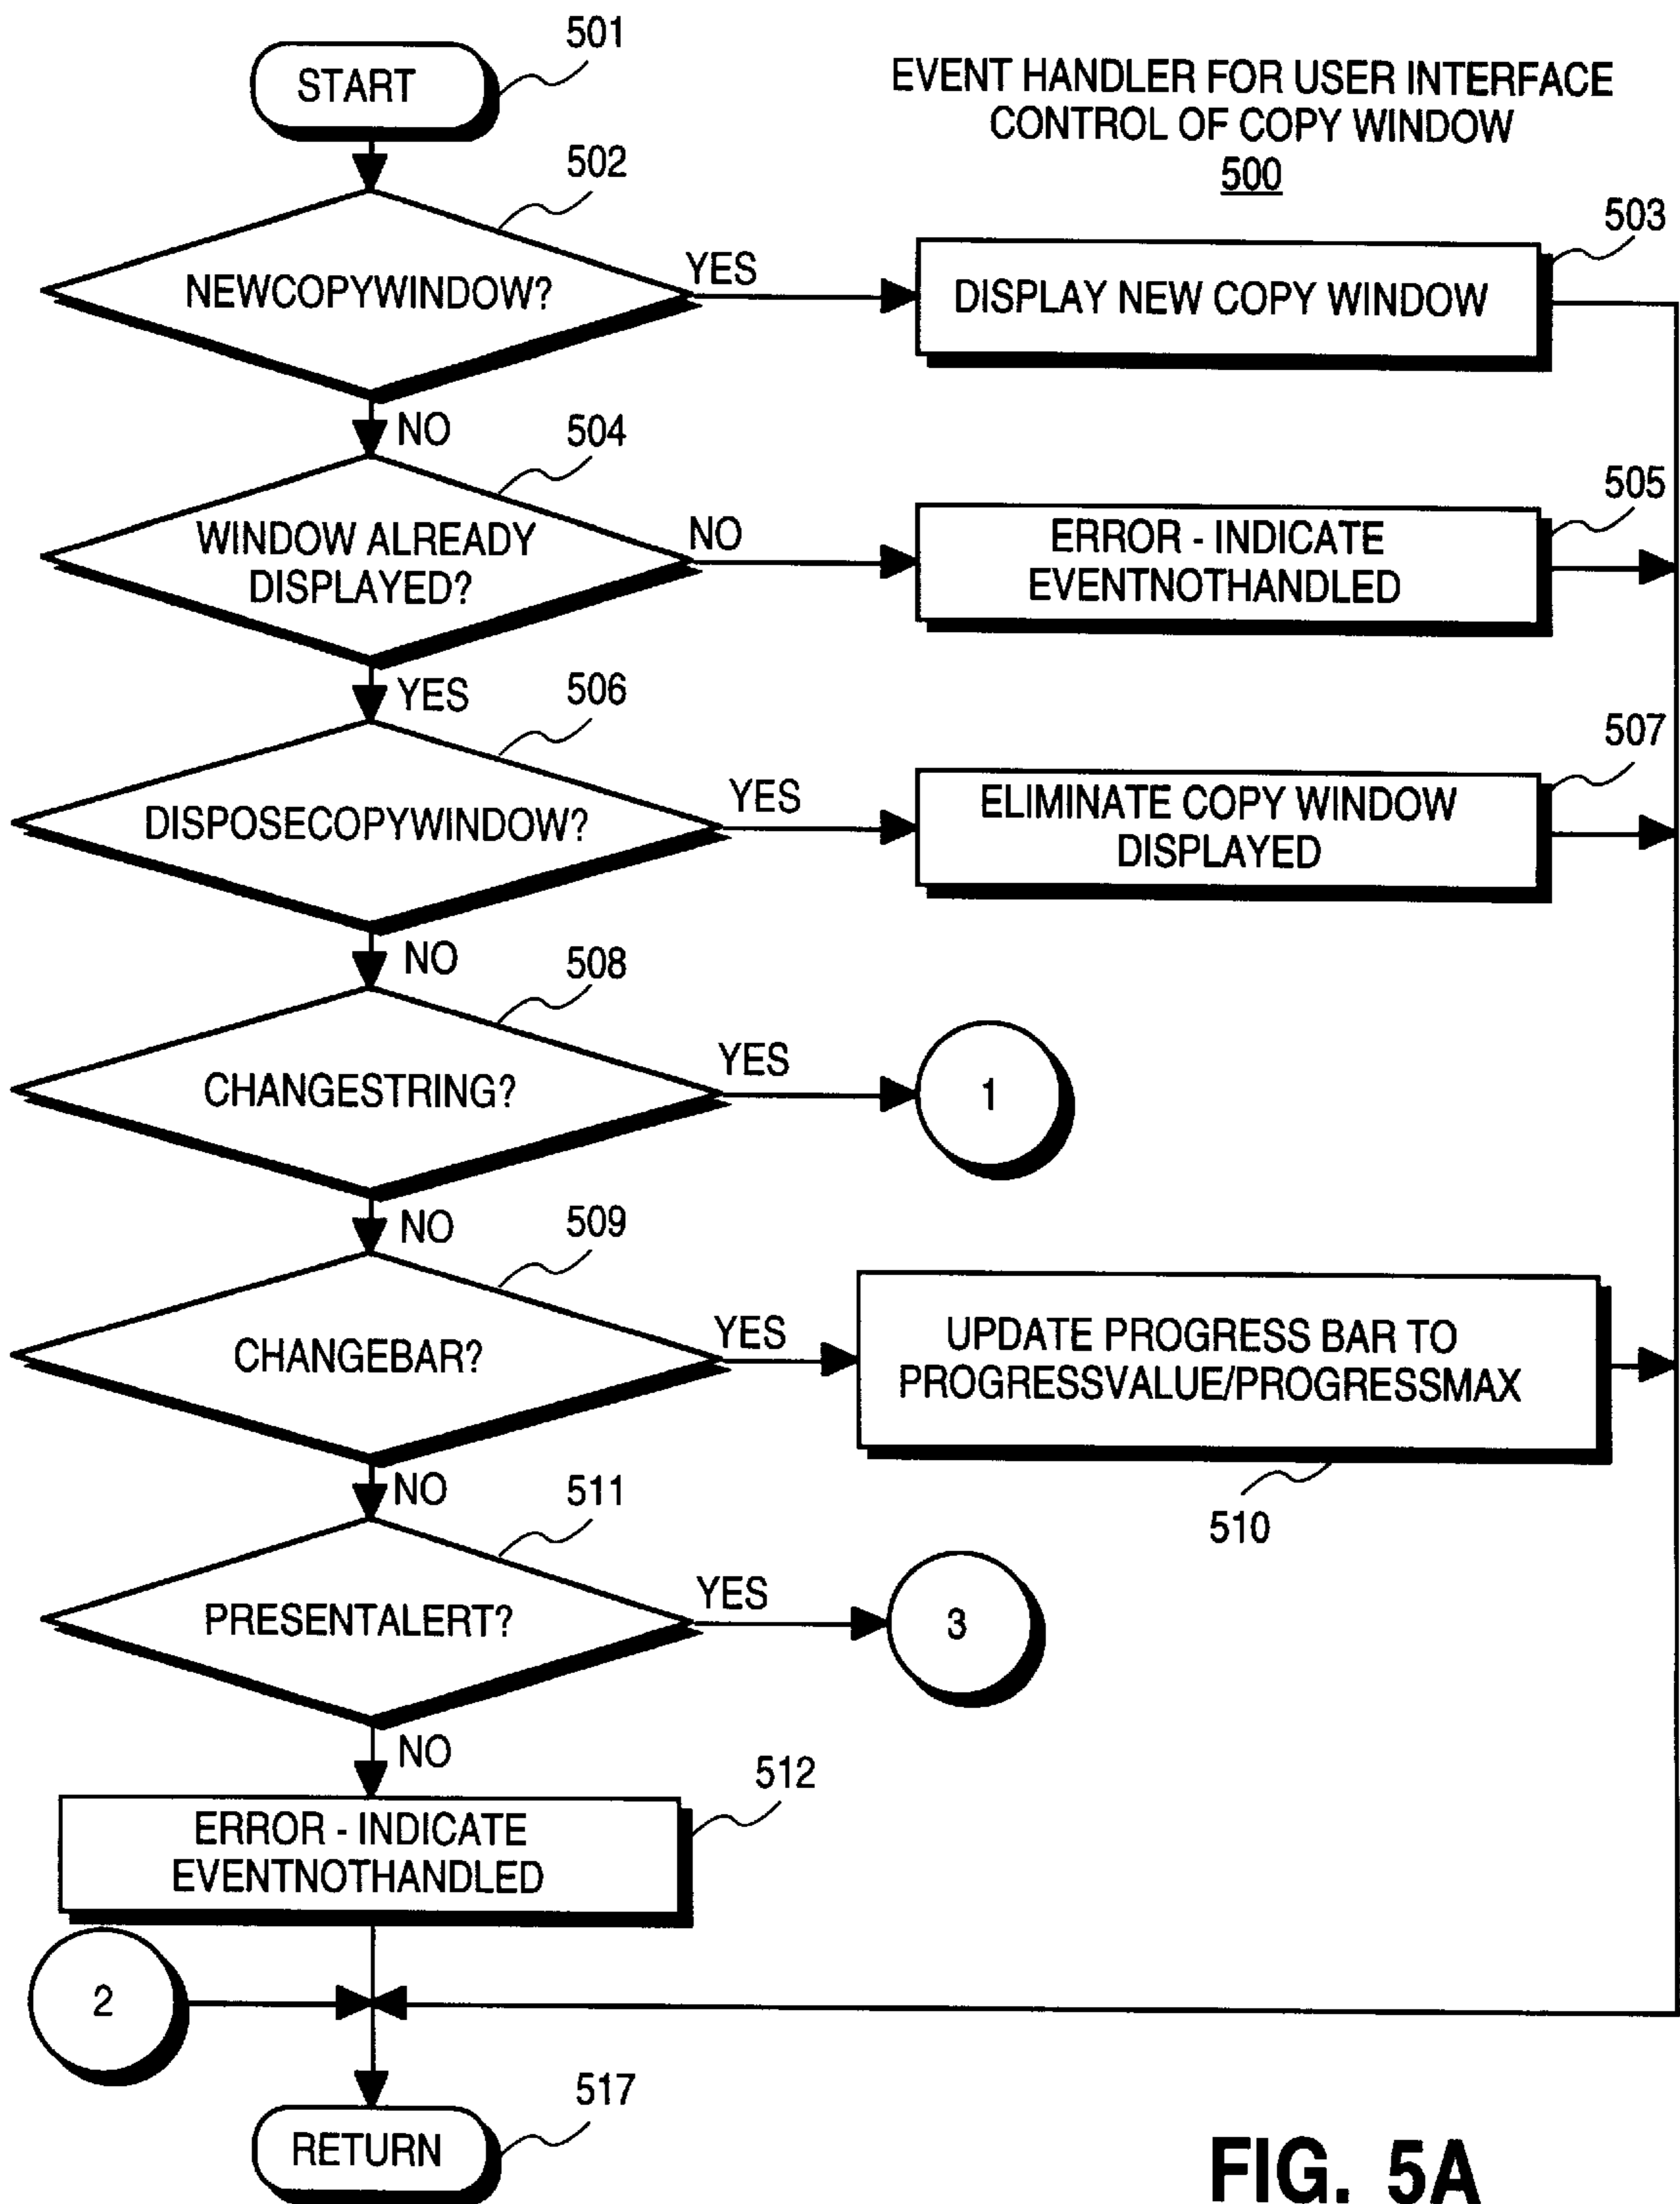 501
START
EVENT HANDLER FOR USER INTERFACE
CONTROL OF COPY WINDOW
500
502
NEWCOPYWINDOW?
YES
503
DISPLAY NEW COPY WINDOW
NO
504
WINDOW ALREADY
DISPLAYED?
NO
505
ERROR - INDICATE
EVENTNOTHANDLED
YES
506
DISPOSECOPYWINDOW?
YES
507
ELIMINATE COPY WINDOW
DISPLAYED
NO
508
CHANGESTRING?
YES
1
NO
509
CHANGEBAR?
YES
UPDATE PROGRESS BAR TO
PROGRESSVALUE/PROGRESSMAX
510
NO
511
PRESENTALERT?
YES
3
NO
512
ERROR - INDICATE
EVENTNOTHANDLED
2
517
RETURN
FIG. 5A